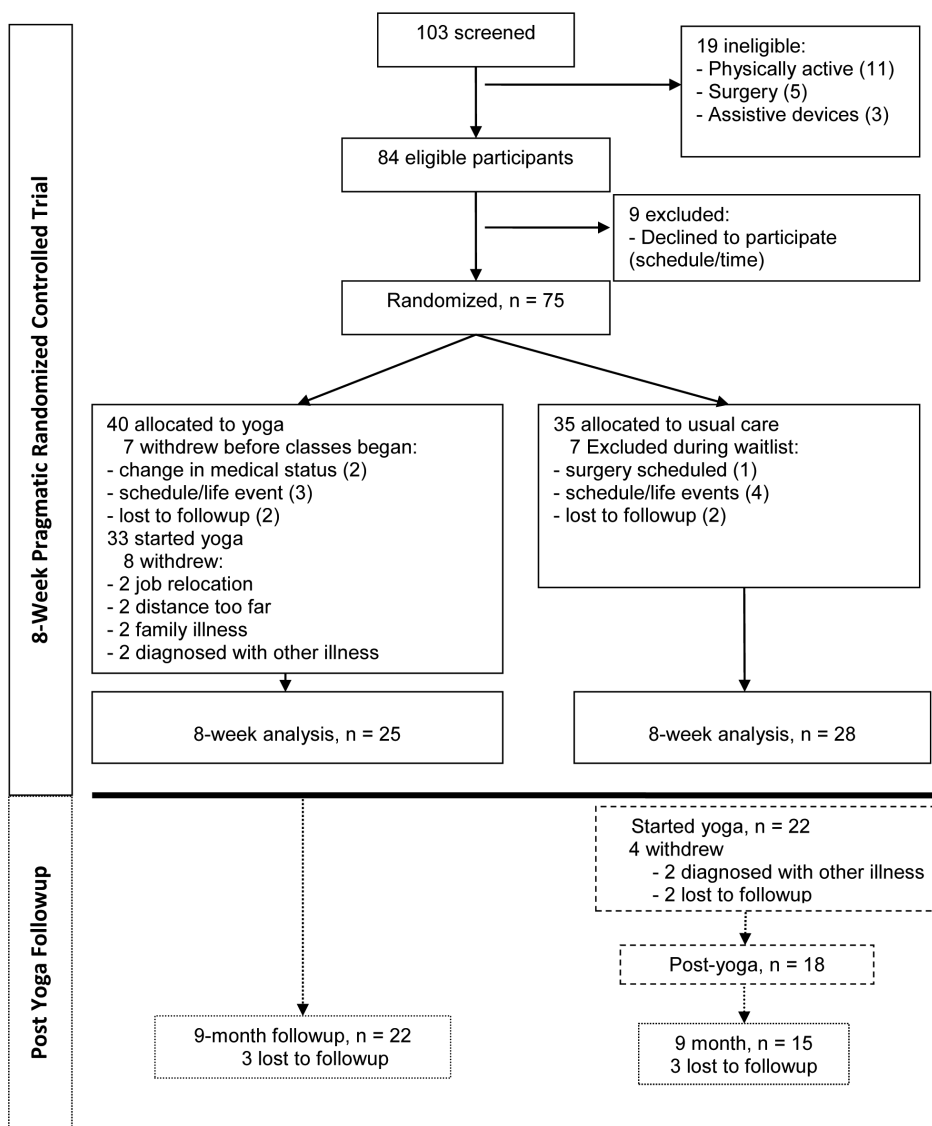 103 screened
19 ineligible:
- Physically active (11)
- Surgery (5)
- Assistive devices (3)
84 eligible participants
9 excluded:
- Declined to participate
(schedule/time)
Randomized, n = 75
8-Week Pragmatic Randomized Controlled Trial
40 allocated to yoga
7 withdrew before classes began:
- change in medical status (2)
- schedule/life event (3)
- lost to followup (2)
33 started yoga
8 withdrew:
- 2 job relocation
- 2 distance too far
- 2 family illness
- 2 diagnosed with other illness
35 allocated to usual care
7 Excluded during waitlist:
- surgery scheduled (1)
- schedule/life events (4)
- lost to followup (2)
8-week analysis, n = 25
8-week analysis, n = 28
Post Yoga Followup
Started yoga, n = 22
4 withdrew
- 2 diagnosed with other illness
- 2 lost to followup
Post-yoga, n = 18
9-month followup, n = 22
3 lost to followup
9 month, n = 15
3 lost to followup